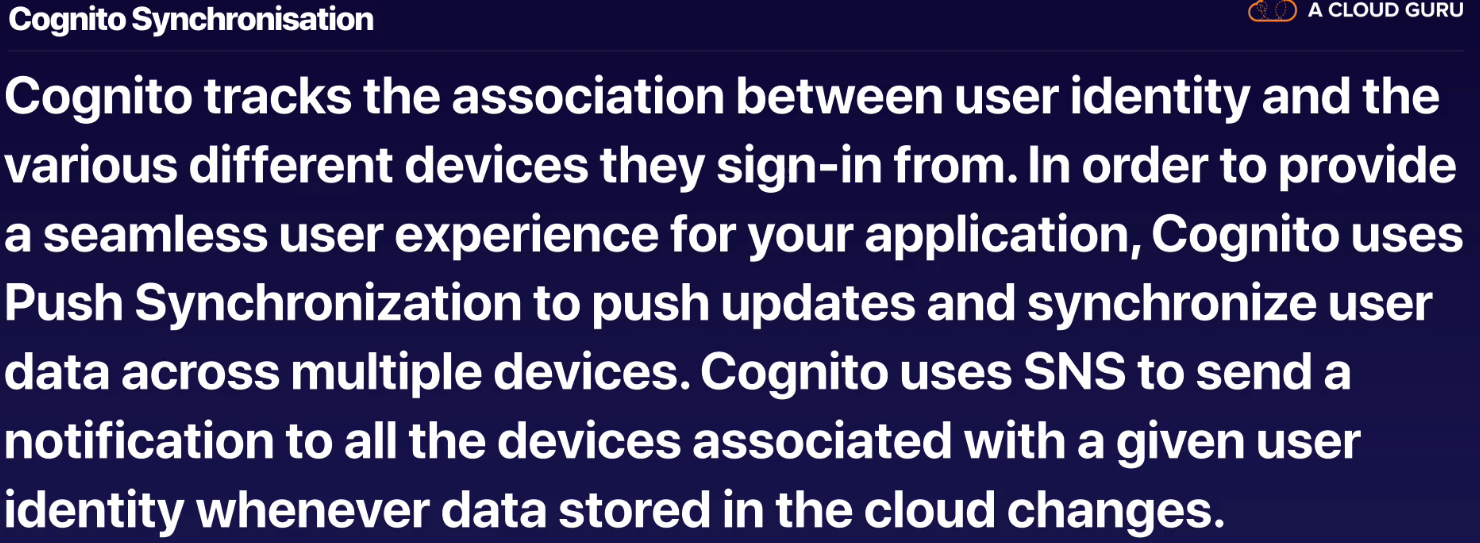 Cognito Synchronisation
A CLOUD GURU
Cognito tracks the association between user identity and the
various different devices they sign-in from. In order to provide
a seamless user experience for your application, Cognito uses
Push Synchronization to push updates and synchronize user
data across multiple devices. Cognito uses SNS to send a
notification to all the devices associated with a given user
identity whenever data stored in the cloud changes.